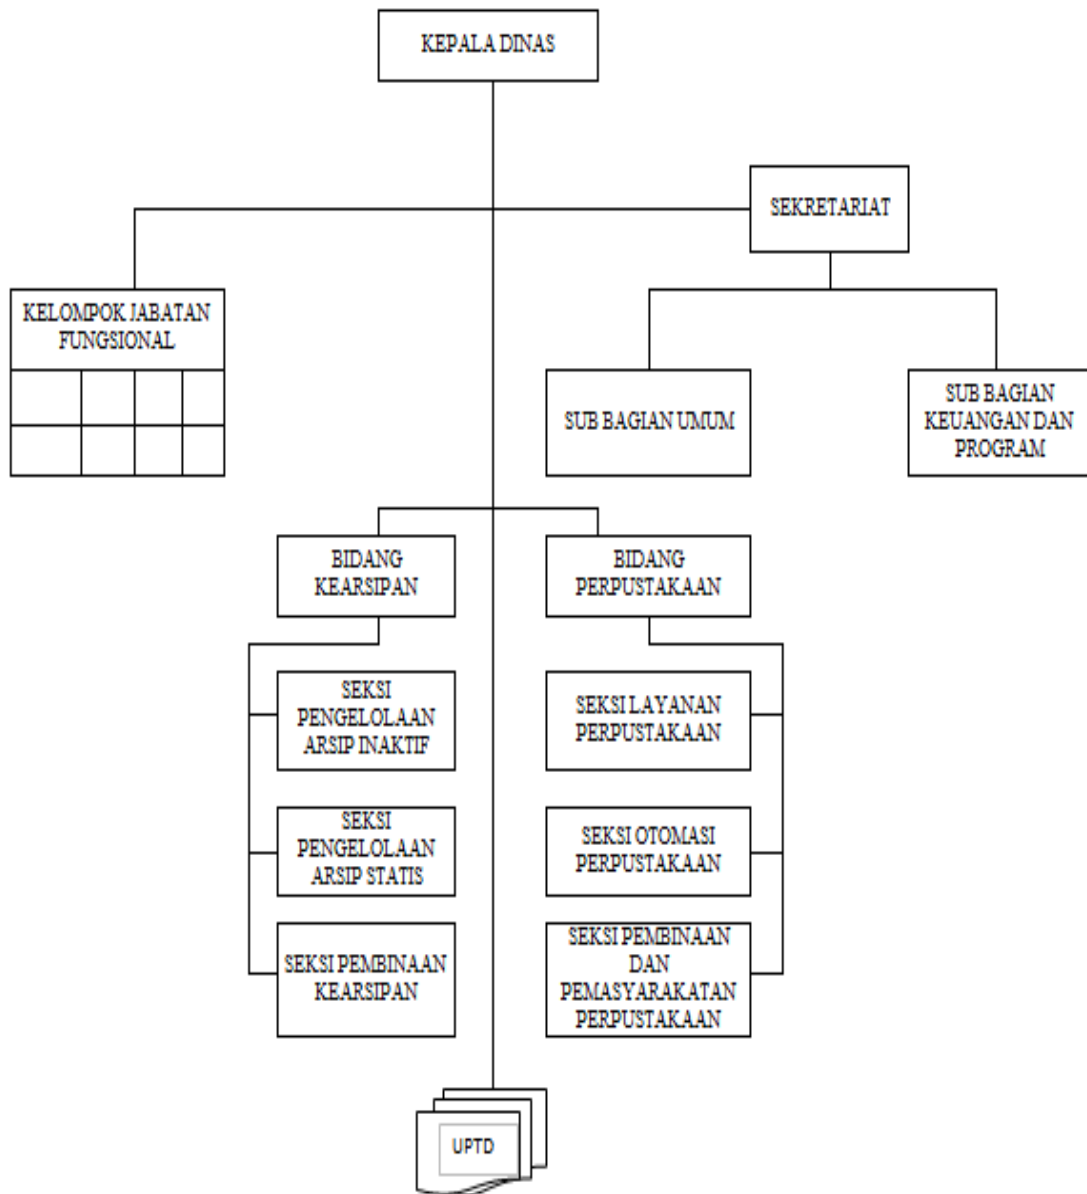 KEPALA DINAS
SEKRETARIAT
KELOMPOK JABATAN
FUNGSIONAL
SUB BAGIAN UMUM
SUB BAGIAN
KEUANGAN DAN
PROGRAM
BIDANG
KEARSIPAN
BIDANG
PERPUSTAKAAN
SEKSI
PENGELOLAAN
ARSIP INAKTIF
SEKSI LAYANAN
PERPUSTAKAAN
SEKSI
PENGELOLAAN
ARSIP STATIS
SEKSI OTOMASI
PERPUSTAKAAN
SEKSI PEMBINAAN
KEARSIPAN
SEKSI PEMBINAAN
DAN
PEMASYARAKATAN
PERPUSTAKAAN
UPTD